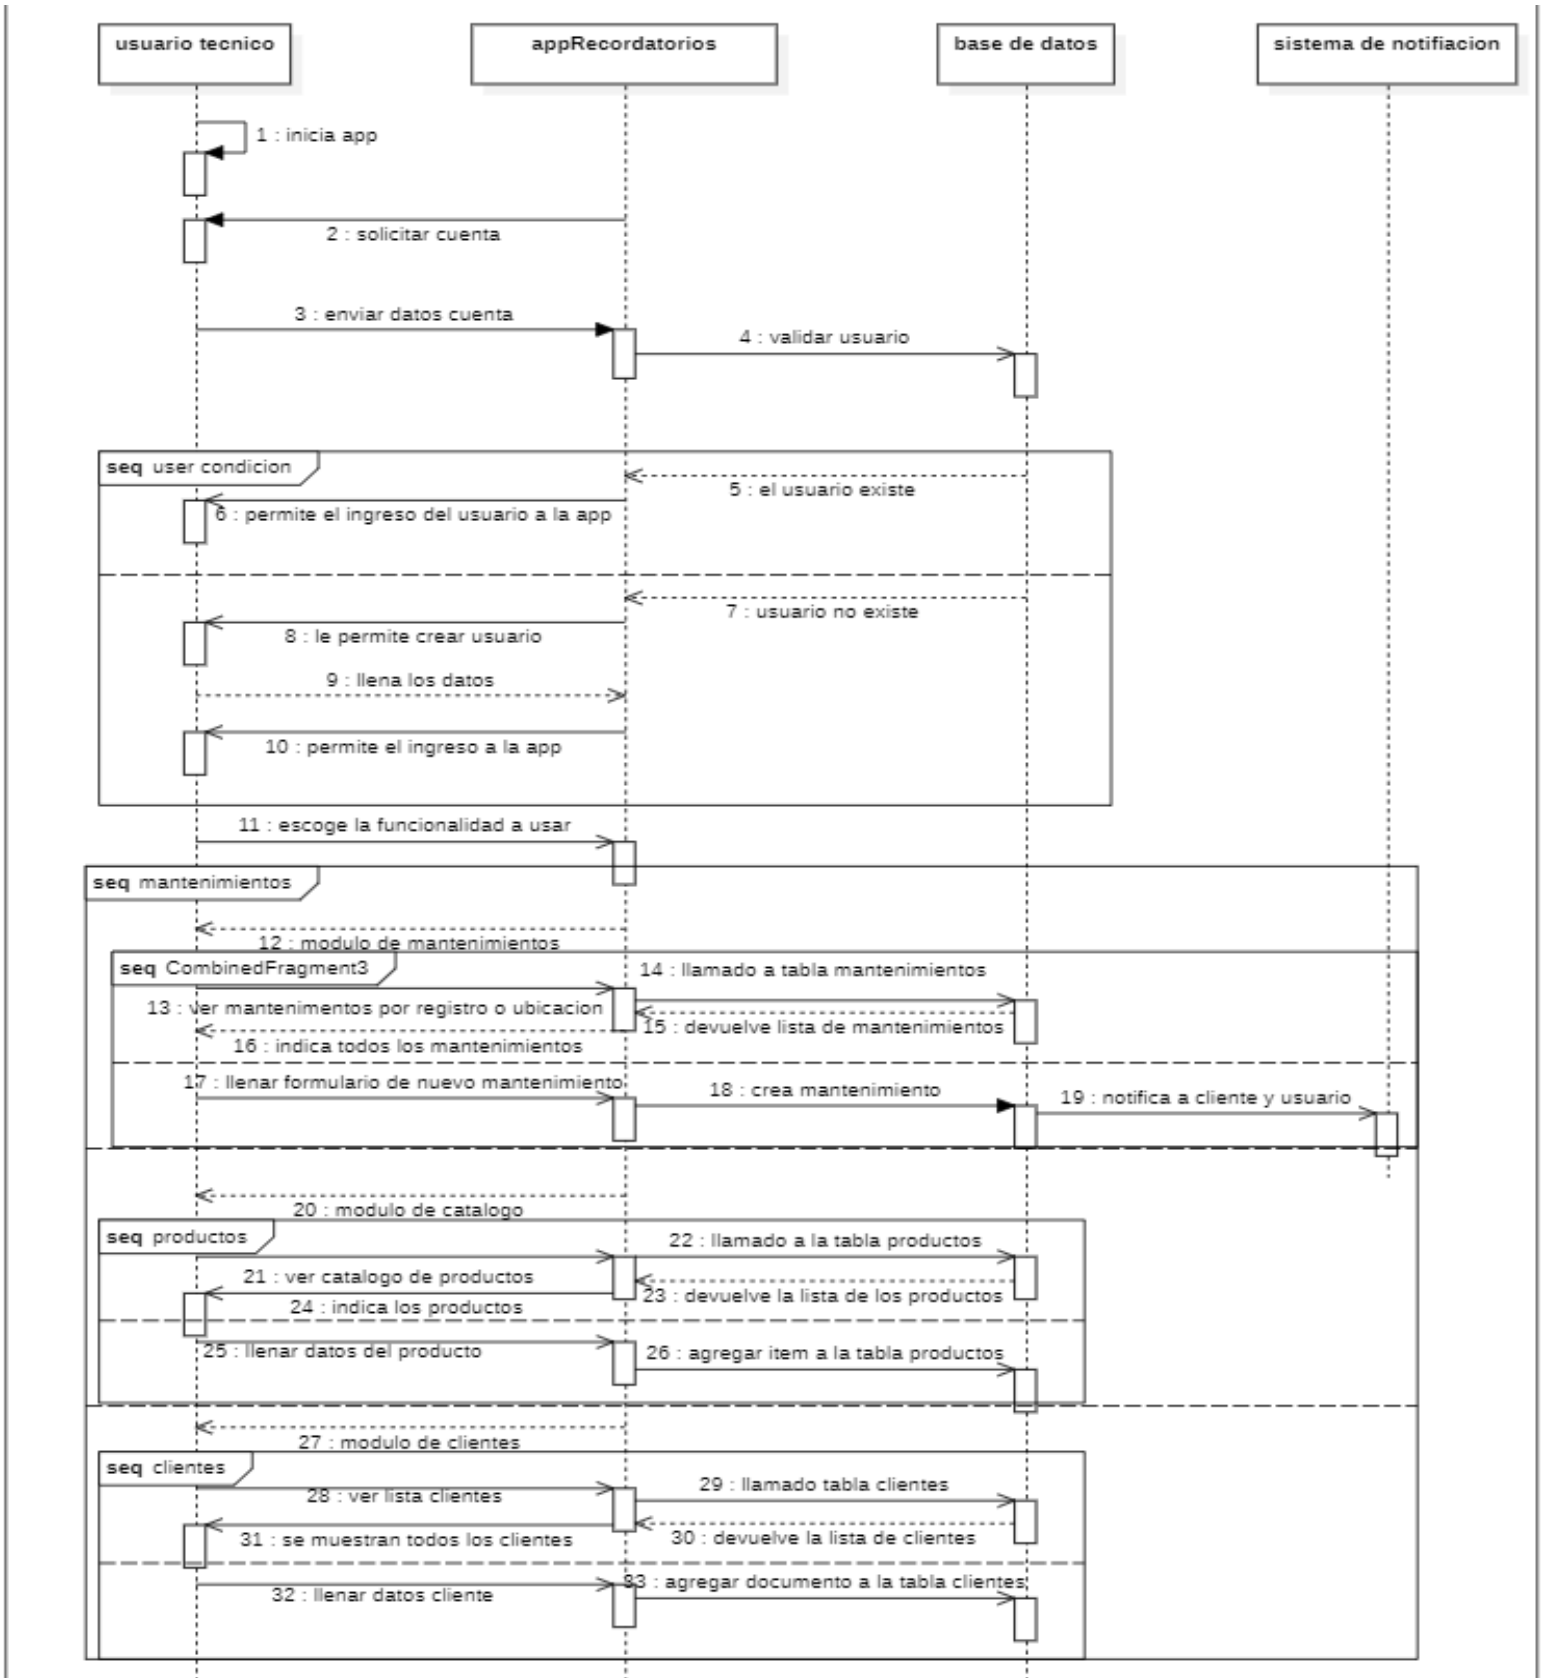 usuario tecnico
appRecordatorios
base de datos
sistema de notifiacion
1 : inicia app
2 : solicitar cuenta
3 : enviar datos cuenta
4 : validar usuario
seq user condicion
5 : el usuario existe
6 : permite el ingreso del usuario a la app
7 : usuario no existe
8 : le permite crear usuario
9 : llena los datos
10 : permite el ingreso a la app
11 : escoge la funcionalidad a usar
seq mantenimientos
12 : modulo de mantenimientos
seq CombinedFragment3
14 : llamado a tabla mantenimientos
13 : ver mantenimentos por registro o ubicacion
15 : devuelve lista de mantenimientos
16 : indica todos los mantenimientos
17 : llenar formulario de nuevo mantenimiento
18 : crea mantenimiento
19 : notifica a cliente y usuario
20 : modulo de catalogo
seq productos
22 : llamado a la tabla productos
21 : ver catalogo de productos
23 : devuelve la lista de los productos
24 : indica los productos
25 : llenar datos del producto
26 : agregar item a la tabla productos
27 : modulo de clientes
seq clientes
29 : llamado tabla clientes
28 : ver lista clientes
30 : devuelve la lista de clientes
31 : se muestran todos los clientes
33 : agregar documento a la tabla clientes
32 : llenar datos cliente